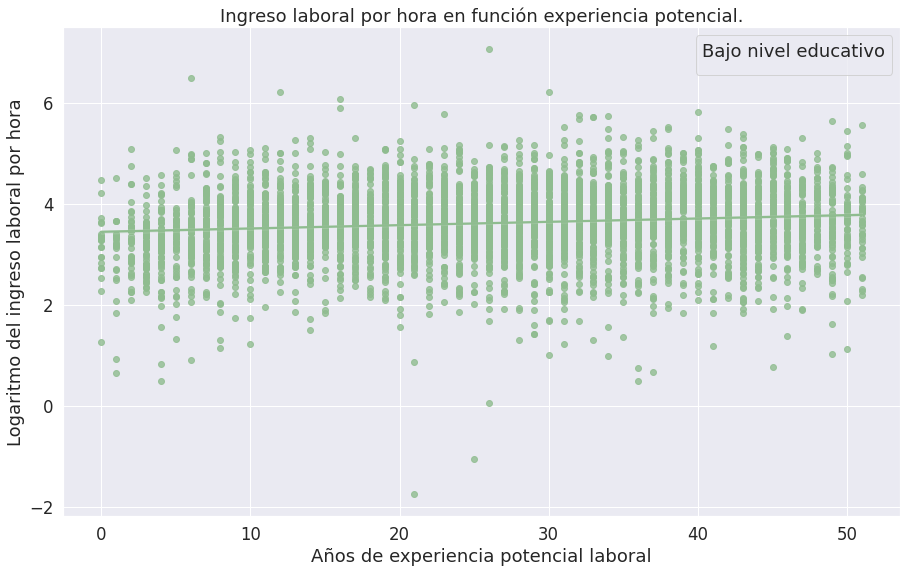 Ingreso laboral por hora en función experiencia potencial.
Bajo nivel educativo
Logaritmo del ingreso laboral por hora
6
4
2
0
−2
0 10 20 30 40 50
Años de experiencia potencial laboral